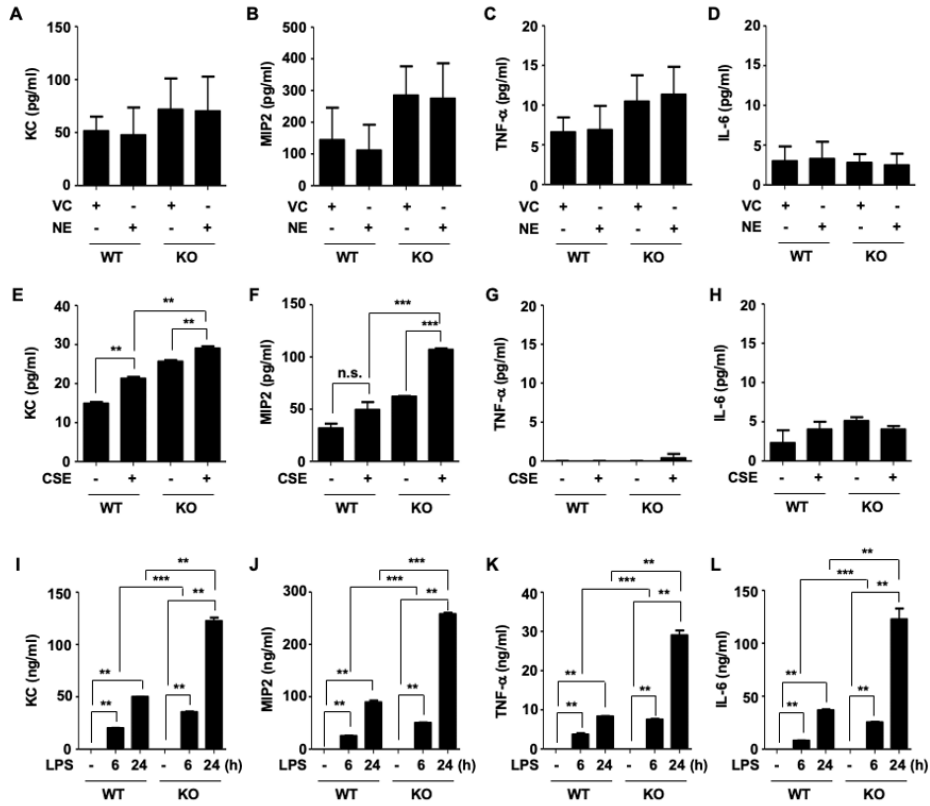 A
KC (pg/ml)
150
100
50
0
VC + - + -
NE - + - +
WT KO
B
MIP2 (pg/ml)
500
400
300
200
100
0
VC + - + -
NE - + - +
WT KO
C
TNF-α (pg/ml)
20
15
10
5
0
VC + - + -
NE - + - +
WT KO
D
IL-6 (pg/ml)
20
15
10
5
0
VC + - + -
NE - + - +
WT KO
E
KC (pg/ml)
40
30
20
10
0
** ** **
CSE - + - +
WT KO
F
MIP2 (pg/ml)
150
100
50
0
n.s. *** ***
CSE - + - +
WT KO
G
TNF-α (pg/ml)
20
15
10
5
0
CSE - + - +
WT KO
H
IL-6 (pg/ml)
20
15
10
5
0
CSE - + - +
WT KO
I
KC (ng/ml)
150
100
50
0
**
***
**
**
** **
LPS - 6 24 - 6 24 (h)
WT KO
J
MIP2 (ng/ml)
300
200
100
0
***
***
**
**
** **
LPS - 6 24 - 6 24 (h)
WT KO
K
TNF-α (ng/ml)
40
30
20
10
0
**
***
**
**
** **
LPS - 6 24 - 6 24 (h)
WT KO
L
IL-6 (ng/ml)
150
100
50
0
**
***
**
**
** **
LPS - 6 24 - 6 24 (h)
WT KO